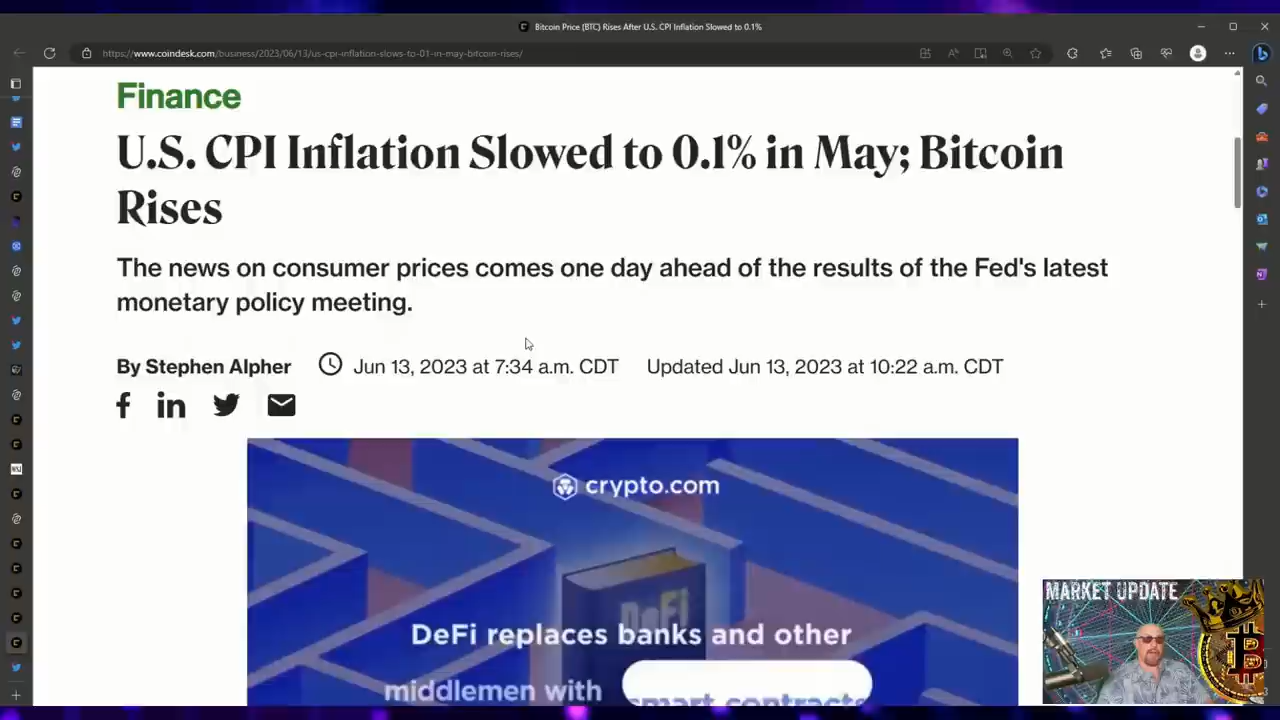 Bitcoin Price (BTC) Rises After U.S. CPI Inflation Slowed to 0.1%
https://www.coindesk.com/business/2023/06/13/us-cpi-inflation-slows-to-01-in-may-bitcoin-rises/
Finance
U.S. CPI Inflation Slowed to 0.1% in May; Bitcoin
Rises
The news on consumer prices comes one day ahead of the results of the Fed's latest
monetary policy meeting.
By Stephen Alpher Jun 13, 2023 at 7:34 a.m. CDT Updated Jun 13, 2023 at 10:22 a.m. CDT
crypto.com
DeFi
DeFi replaces banks and other
middlemen with smart contracts
MARKET UPDATE